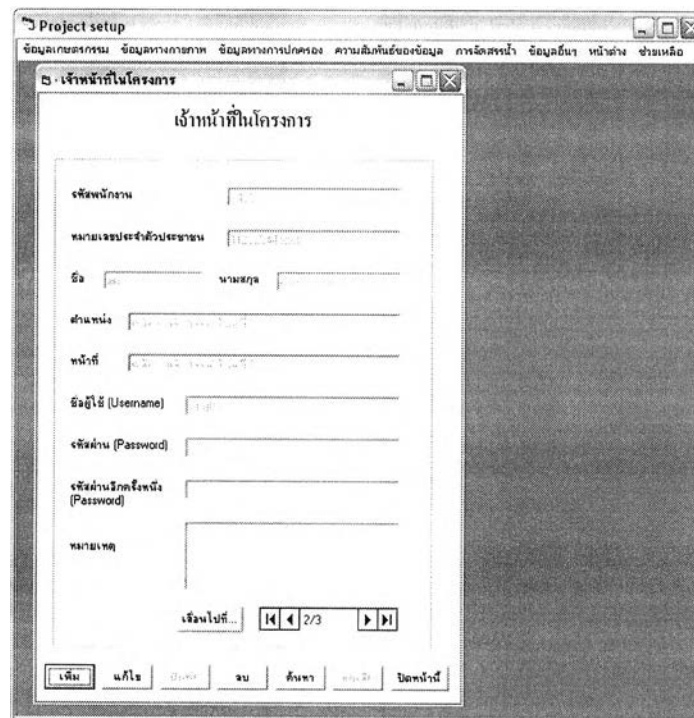 Project setup
ข้อมูลเกษตรกรรม ข้อมูลทางกายภาพ ข้อมูลทางการปกครอง ความสัมพันธ์ของข้อมูล การจัดสรรน้ำ ข้อมูลอื่นๆ หน้าต่าง ช่วยเหลือ
เจ้าหน้าที่ในโครงการ
เจ้าหน้าที่ในโครงการ
รหัสพนักงาน
หมายเลขประจำตัวประชาชน
ชื่อ นามสกุล
ตำแหน่ง
หน้าที่
ชื่อผู้ใช้ (Username)
รหัสผ่าน (Password)
รหัสผ่านอีกครั้งหนึ่ง
(Password)
หมายเหตุ
เลื่อนไปที่... 2/3
เพิ่ม แก้ไข ลบ ค้นหา ปิดหน้านี้